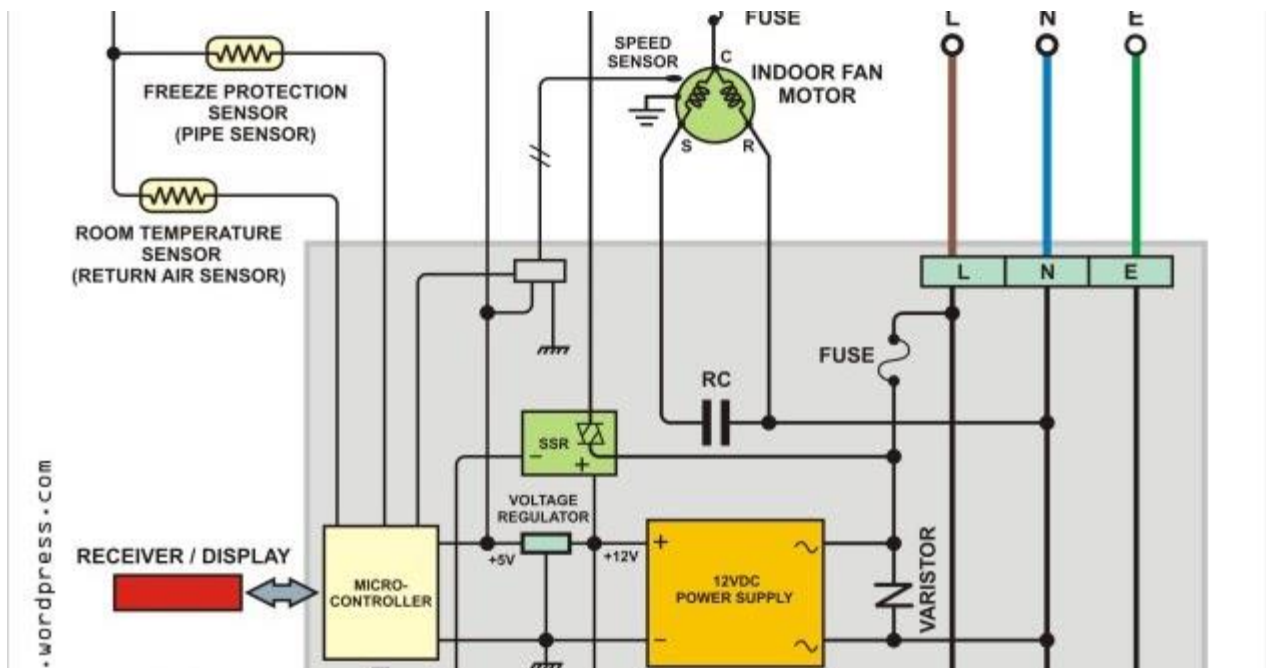 FUSE
L
N
E
SPEED
SENSOR
C
INDOOR FAN
MOTOR
FREEZE PROTECTION
SENSOR
(PIPE SENSOR)
S
R
ROOM TEMPERATURE
SENSOR
(RETURN AIR SENSOR)
L
N
E
FUSE
RC
SSR
−
+
VOLTAGE
REGULATOR
+5V
+12V
+
−
12VDC
POWER SUPPLY
VARISTOR
RECEIVER / DISPLAY
MICRO-
CONTROLLER
.wordpress.com